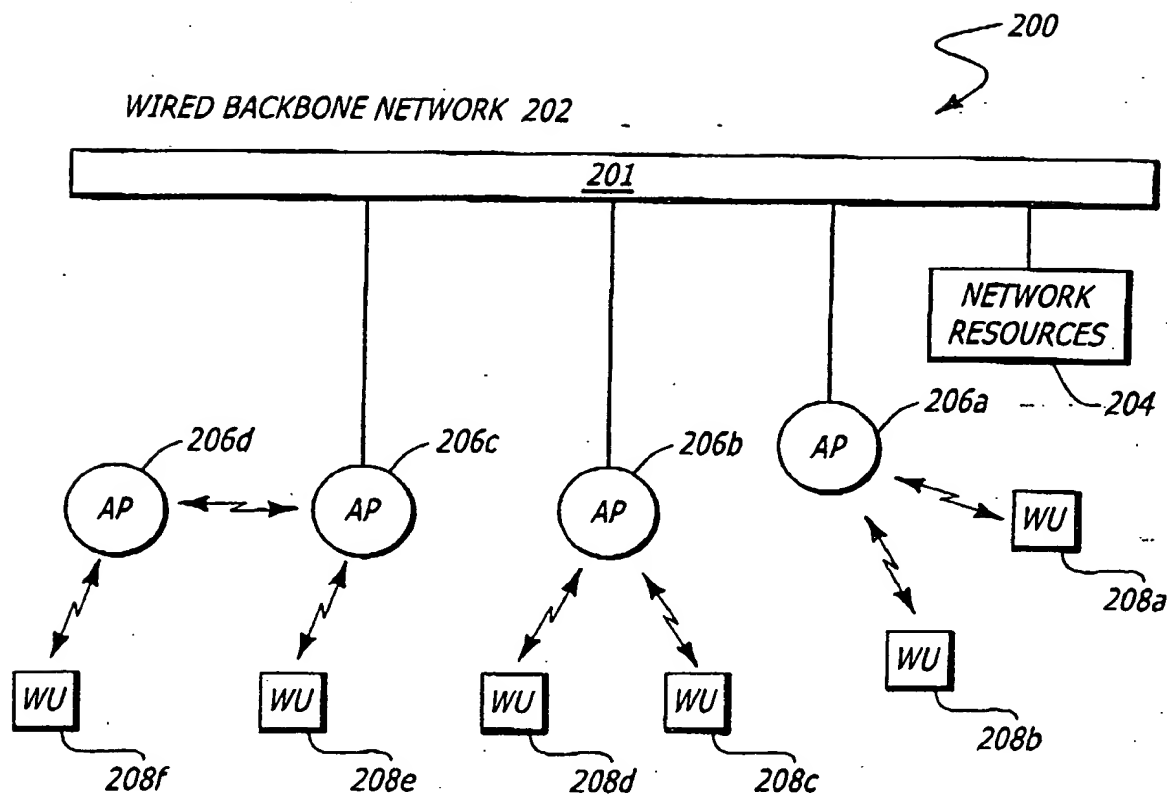 200
WIRED BACKBONE NETWORK 202
201
NETWORK
RESOURCES
204
206a
AP
206b
AP
206c
AP
206d
AP
WU
208a
WU
208b
WU
208c
WU
208d
WU
208e
WU
208f